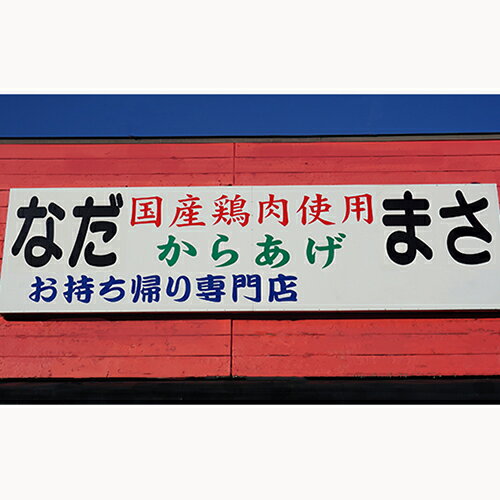 なだ 国産鶏肉使用 まさ
からあげ
お持ち帰り専門店